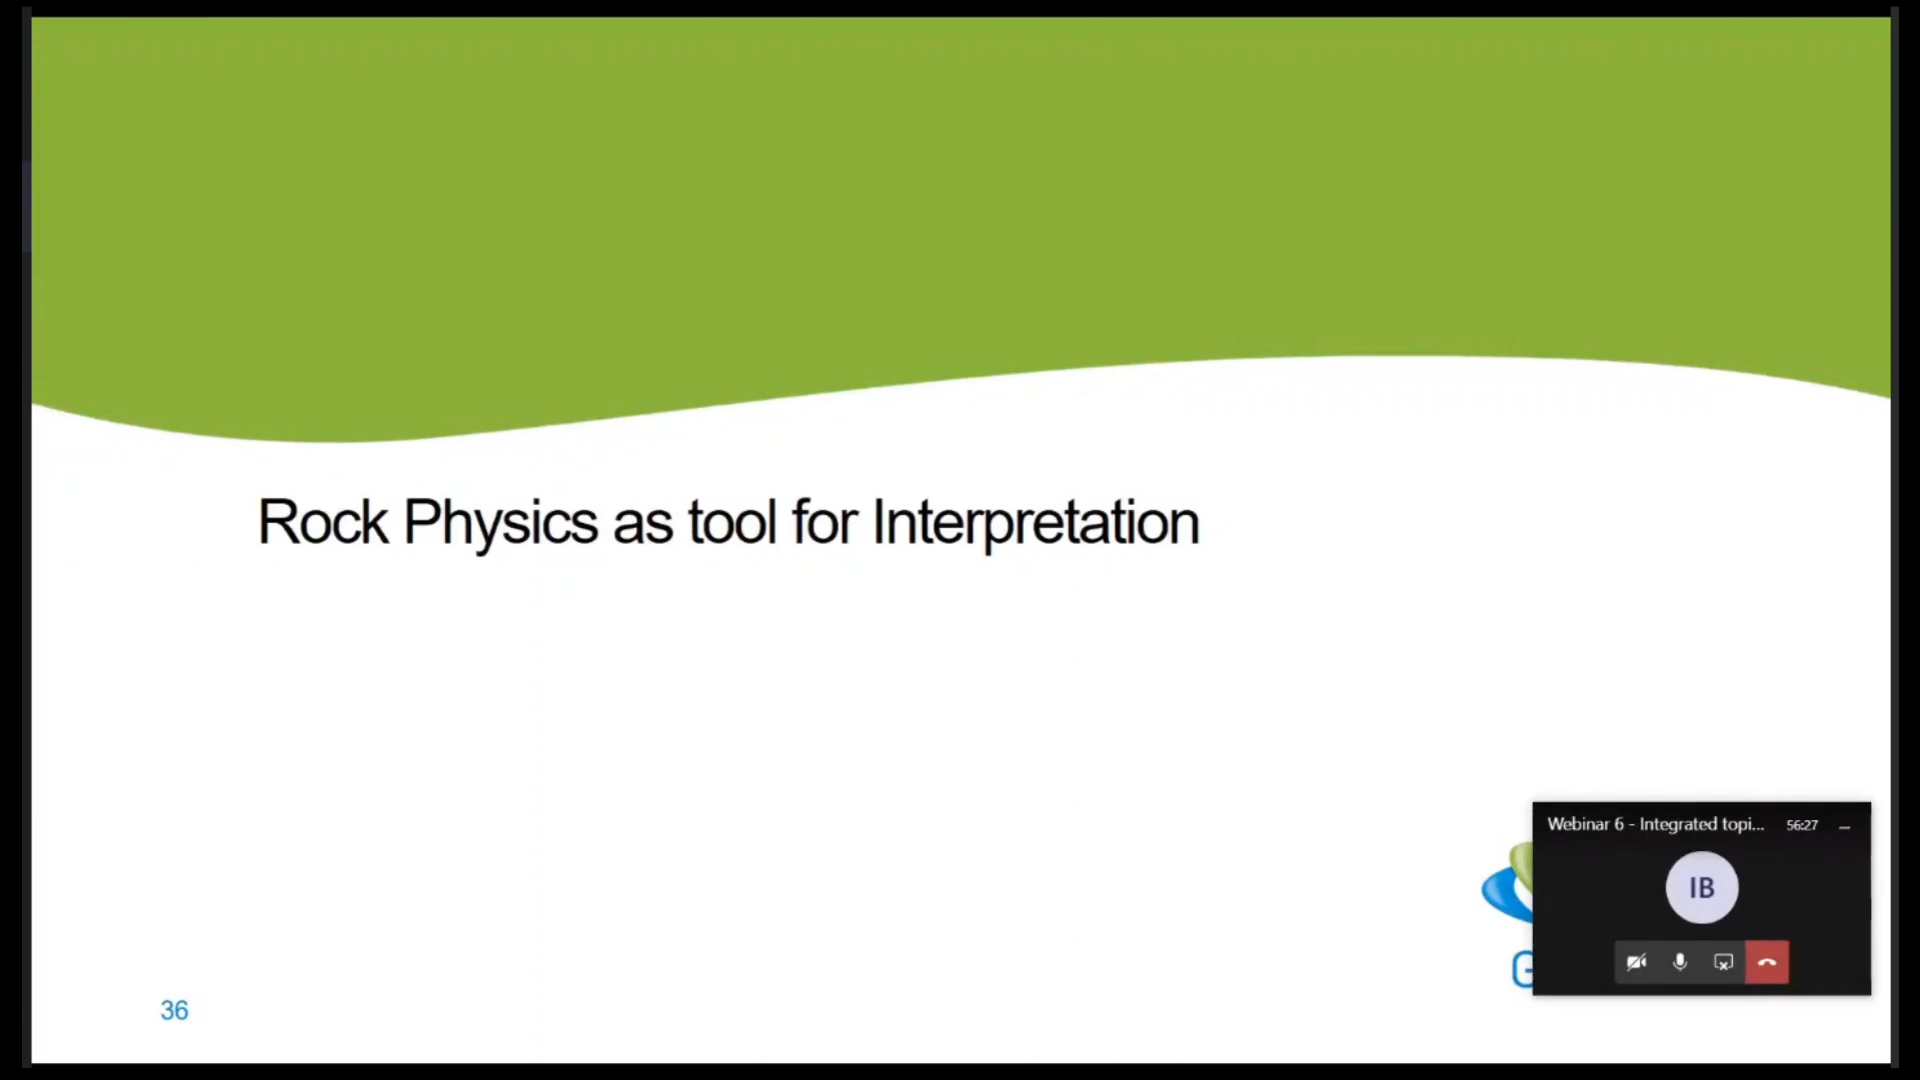 Rock Physics as tool for Interpretation
Webinar 6 - Integrated topi... 56:27
IB
G
36